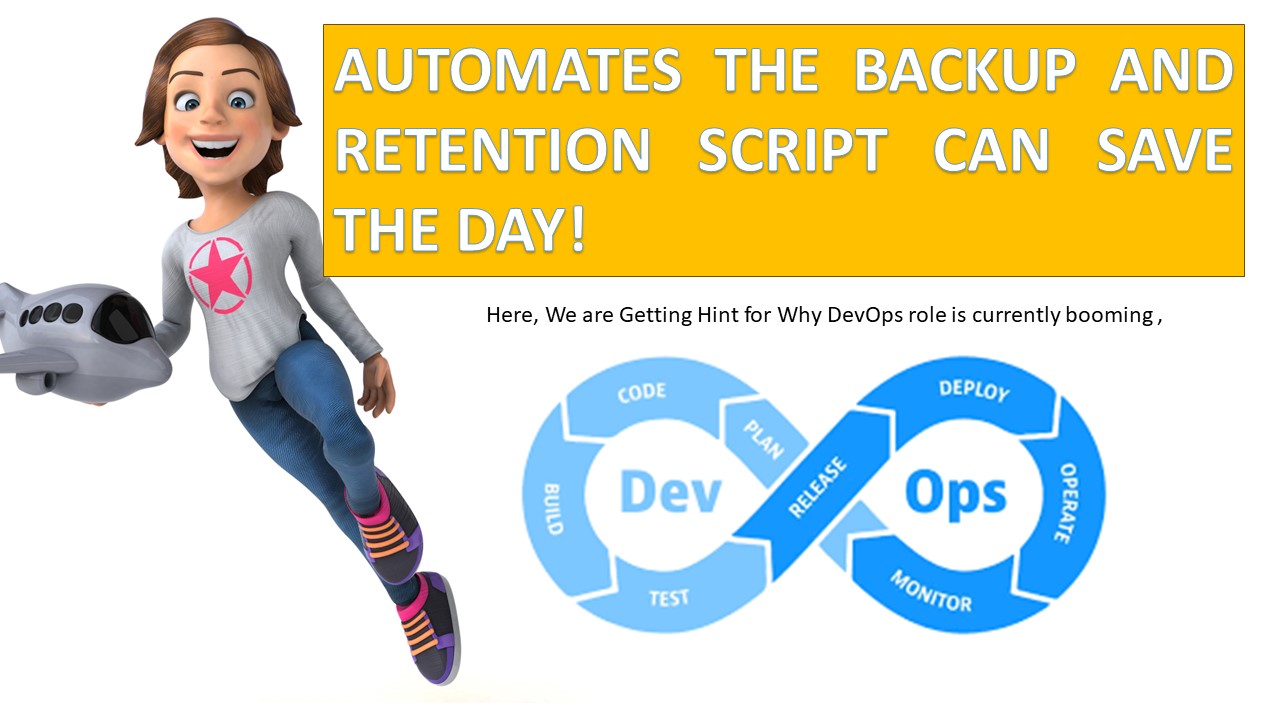 AUTOMATES THE BACKUP AND
RETENTION SCRIPT CAN SAVE
THE DAY!
Here, We are Getting Hint for Why DevOps role is currently booming ,
CODE
PLAN
BUILD
TEST
Dev
RELEASE
DEPLOY
OPERATE
Ops
MONITOR